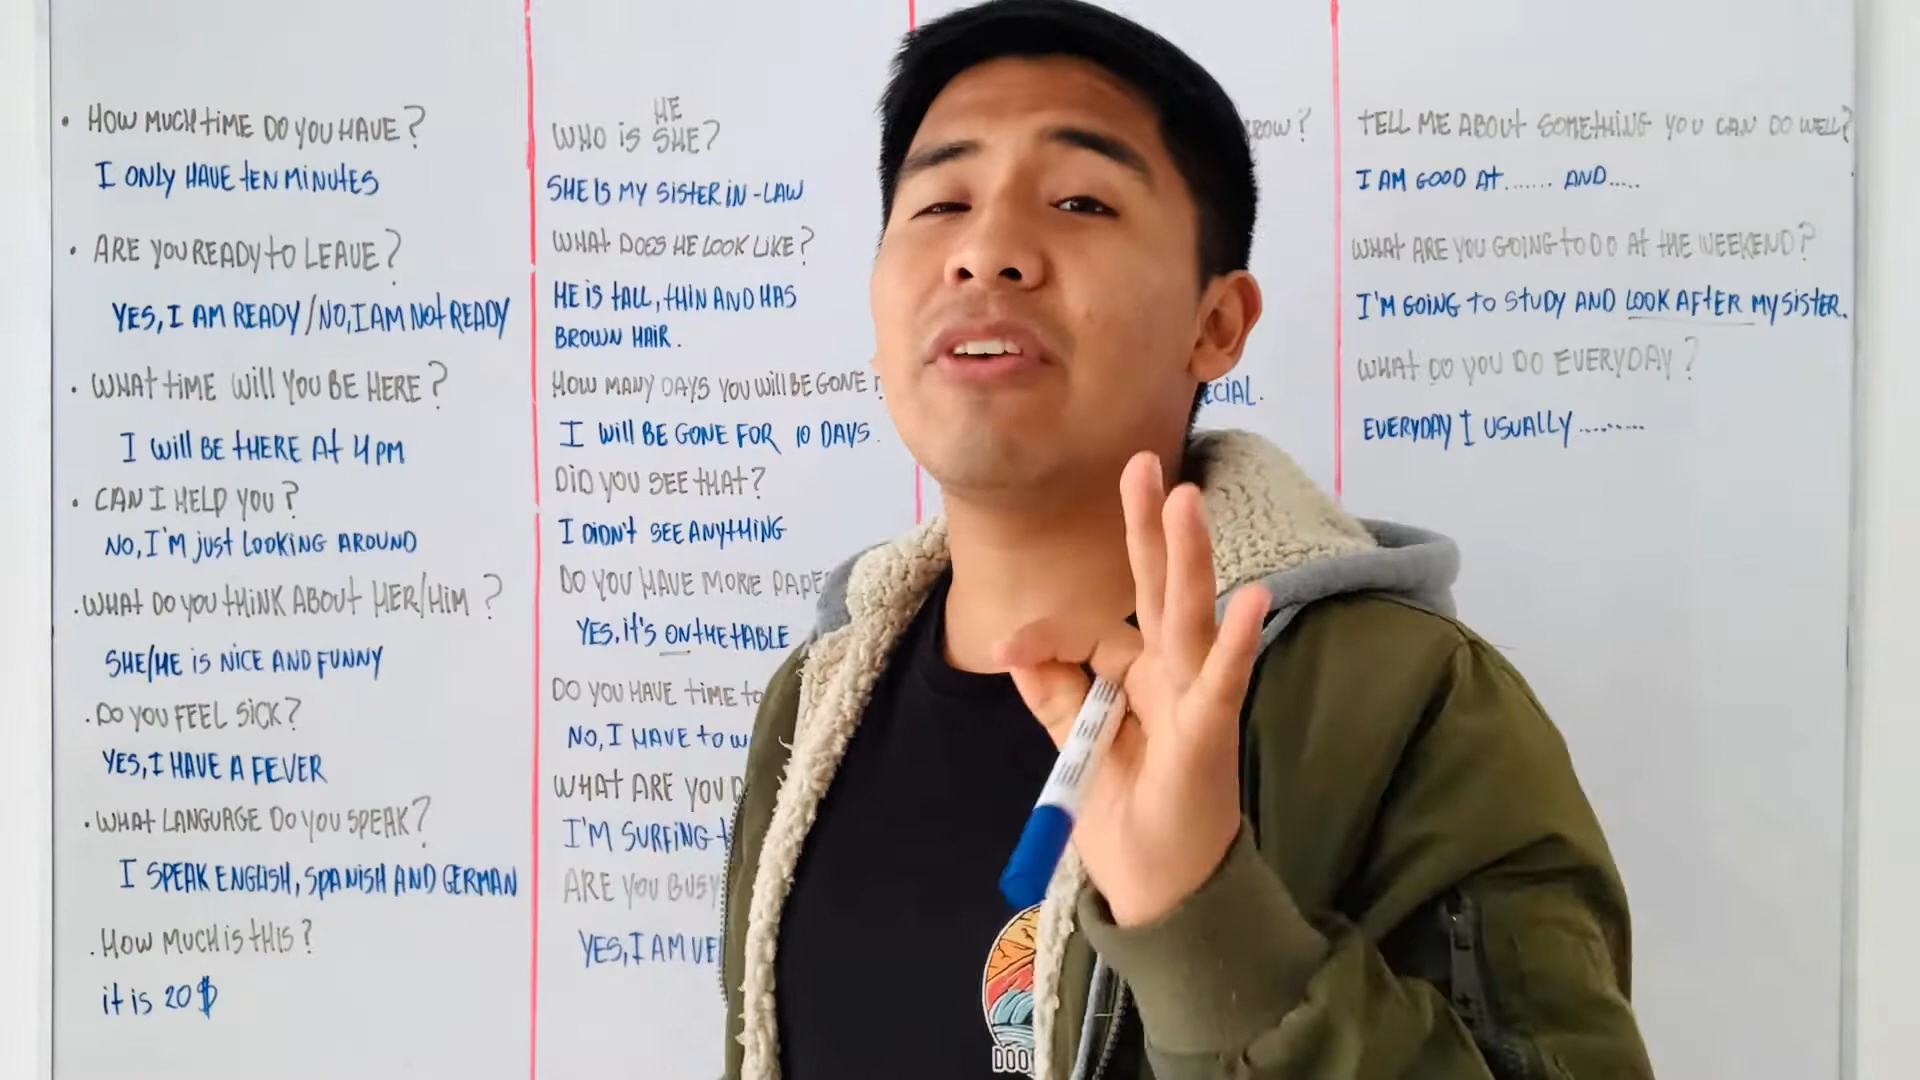 • HOW MUCH TIME DO YOU HAVE?
I ONLY HAVE TEN MINUTES
• ARE YOU READY TO LEAVE?
YES, I AM READY / NO, I AM NOT READY
• WHAT TIME WILL YOU BE HERE?
I WILL BE THERE AT 4 PM
• CAN I HELP YOU?
NO, I'M JUST LOOKING AROUND
. WHAT DO YOU THINK ABOUT HER/HIM?
SHE/HE IS NICE AND FUNNY
. DO YOU FEEL SICK?
YES, I HAVE A FEVER
. WHAT LANGUAGE DO YOU SPEAK?
I SPEAK ENGLISH, SPANISH AND GERMAN
. HOW MUCH IS THIS?
it is 20$
HE
WHO IS SHE?
SHE IS MY SISTER IN-LAW
WHAT DOES HE LOOK LIKE?
HE IS TALL, THIN AND HAS
BROWN HAIR.
HOW MANY DAYS YOU WILL BE GONE?
I WILL BE GONE FOR 10 DAYS.
DID YOU SEE THAT?
I DIDN'T SEE ANYTHING
DO YOU HAVE MORE
YES. IT'S ON THE TABLE
DO YOU HAVE TIME TO
NO, I HAVE TO
WHAT ARE YOU
I'M SURFING
ARE YOU BUSY
YES, I AM
TELL ME ABOUT SOMETHING YOU CAN DO WELL?
I AM GOOD AT ....... AND.....
WHAT ARE YOU GOING TO DO AT THE WEEKEND?
I'M GOING TO STUDY AND LOOK AFTER MY SISTER.
WHAT DO YOU DO EVERYDAY?
EVERYDAY I USUALLY .........